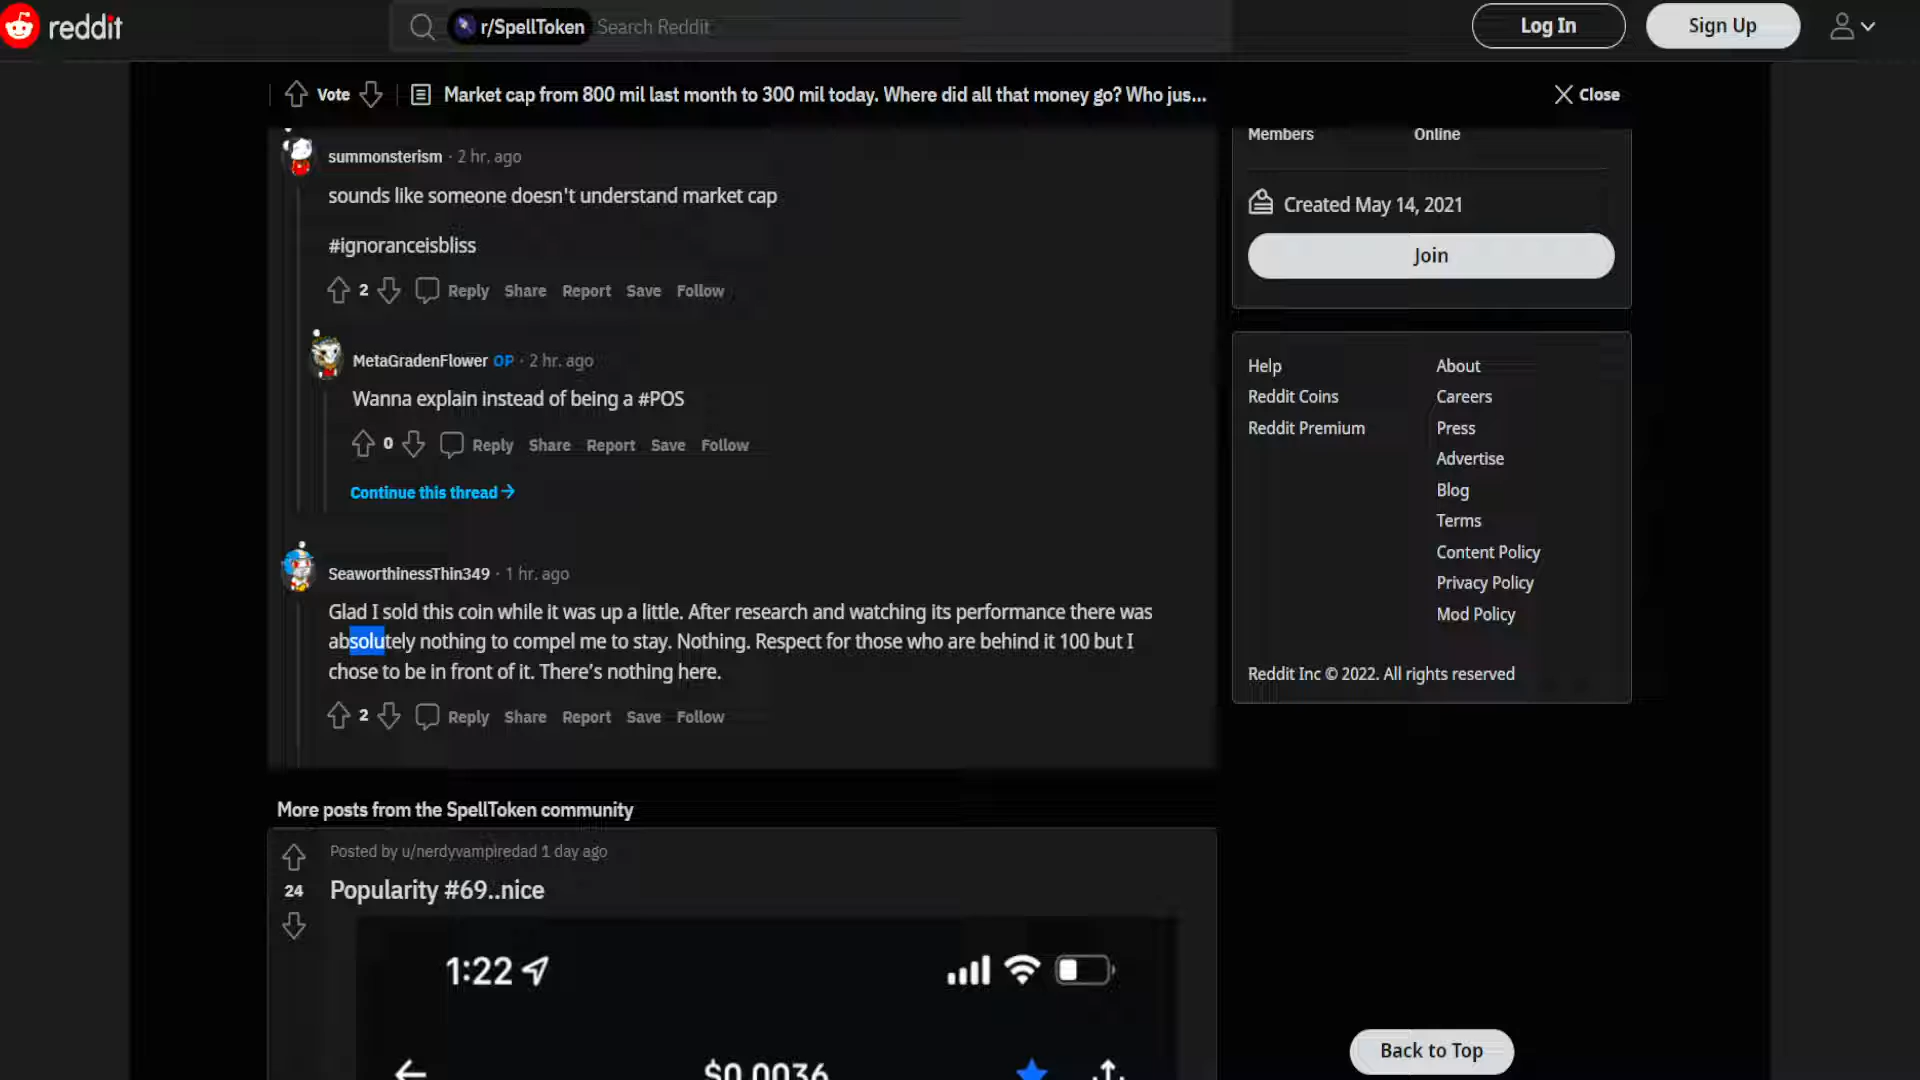 reddit
r/SpellToken Search Reddit
Log In
Sign Up
Vote
Market cap from 800 mil last month to 300 mil today. Where did all that money go? Who jus...
Close
summonsterism · 2 hr. ago
sounds like someone doesn't understand market cap
#ignoranceisbliss
2 Reply Share Report Save Follow
MetaGradenFlower OP · 2 hr. ago
Wanna explain instead of being a #POS
0 Reply Share Report Save Follow
Continue this thread
SeaworthinessThin349 · 1 hr. ago
Glad I sold this coin while it was up a little. After research and watching its performance there was
absolutely nothing to compel me to stay. Nothing. Respect for those who are behind it 100 but I
chose to be in front of it. There's nothing here.
2 Reply Share Report Save Follow
More posts from the SpellToken community
Posted by u/nerdyvampiredad 1 day ago
24
Popularity #69..nice
1:22
$0.0036
Members Online
Created May 14, 2021
Join
Help
Reddit Coins
Reddit Premium
About
Careers
Press
Advertise
Blog
Terms
Content Policy
Privacy Policy
Mod Policy
Reddit Inc © 2022. All rights reserved
Back to Top